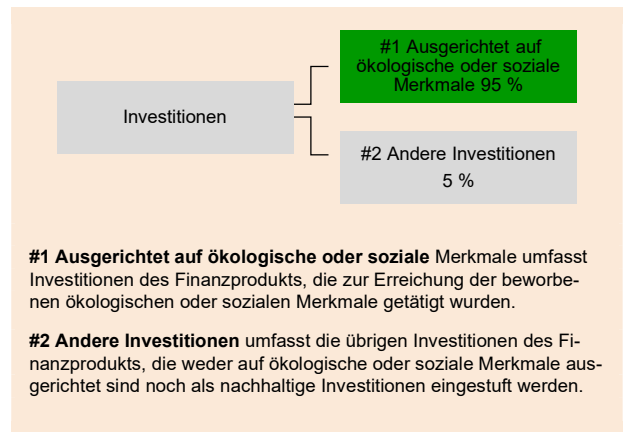 #1 Ausgerichtet auf
ökologische oder soziale
Merkmale 95 %
Investitionen
#2 Andere Investitionen
5 %
#1 Ausgerichtet auf ökologische oder soziale Merkmale umfasst
Investitionen des Finanzprodukts, die zur Erreichung der beworbe-
nen ökologischen oder sozialen Merkmale getätigt wurden.
#2 Andere Investitionen umfasst die übrigen Investitionen des Fi-
nanzprodukts, die weder auf ökologische oder soziale Merkmale aus-
gerichtet sind noch als nachhaltige Investitionen eingestuft werden.